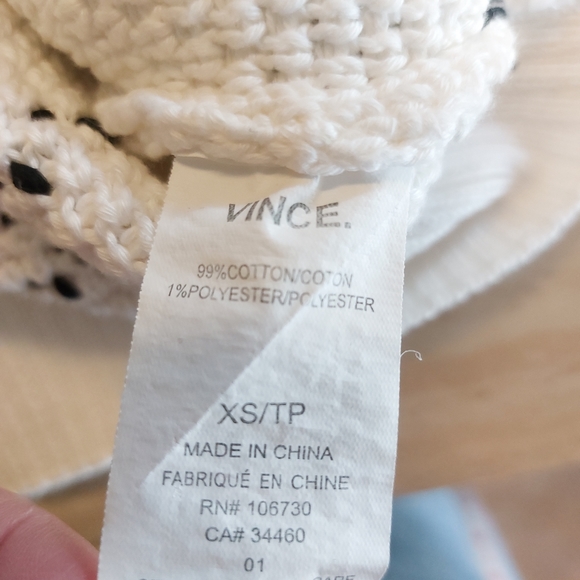 VINCE.
99%COTTON/COTON
1%POLYESTER/POLYESTER
XS/TP
MADE IN CHINA
FABRIQUÉ EN CHINE
RN# 106730
CA# 34460
01